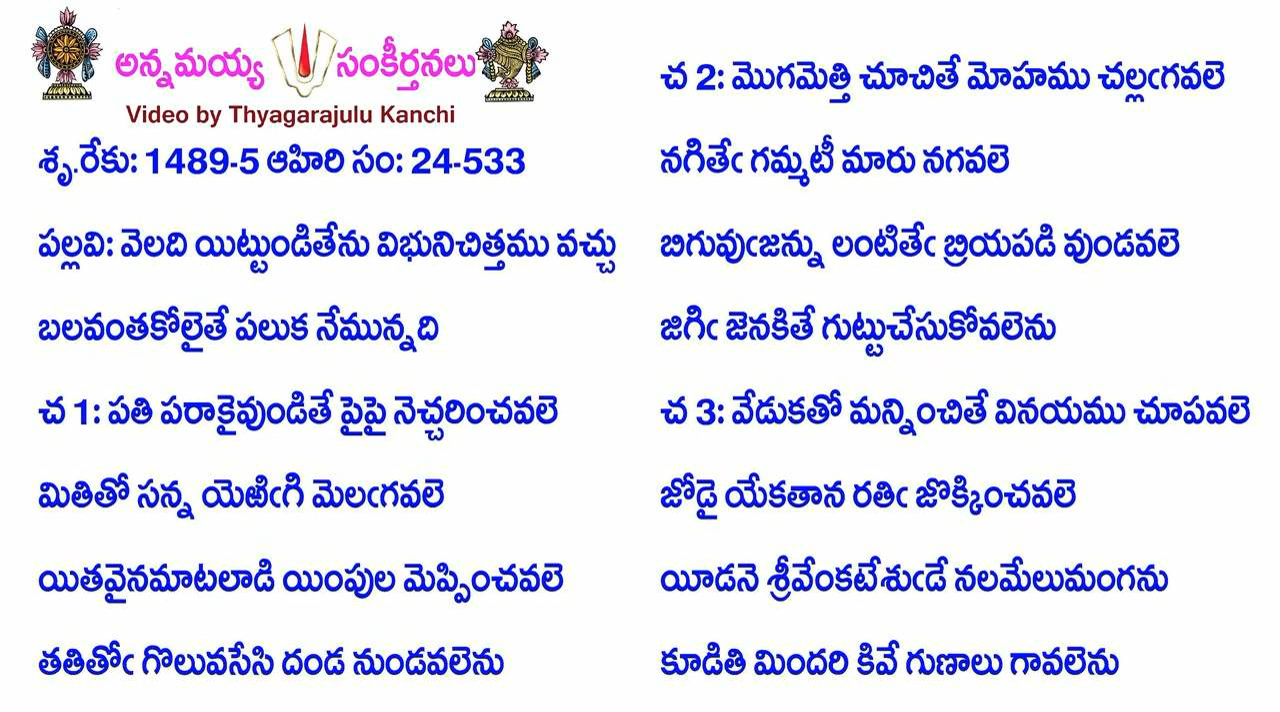 అన్నమయ్య సంకీర్తనలు
Video by Thyagarajulu Kanchi
శృ.రేకు: 1489-5 ఆహిరి సం: 24-533
పల్లవి: వెలది యిట్టుండితేను విభునిచిత్తము వచ్చు
బలవంతకోలైతే పలుక నేమున్నది
చ 1: పతి పరాకైవుండితే పైపై నెచ్చరించవలె
మితితో సన్న యెఱిఁగి మెలఁగవలె
యితవైనమాటలాడి యింపుల మెప్పించవలె
తతితోఁ గొలువసేసి దండ నుండవలెను
చ 2: మొగమెత్తి చూచితే మోహము చల్లఁగవలె
నగితేఁ గమ్మటీ మారు నగవలె
బిగువుఁజన్ను లంటితేఁ బ్రియపడి వుండవలె
జిగిఁ జెనకితే గుట్టుచేసుకోవలెను
చ 3: వేడుకతో మన్నించితే వినయము చూపవలె
జోడై యేకతాన రతిఁ జొక్కించవలె
యీడనె శ్రీవేంకటేశుఁడే నలమేలుమంగను
కూడితి మిందరి కివే గుణాలు గావలెను